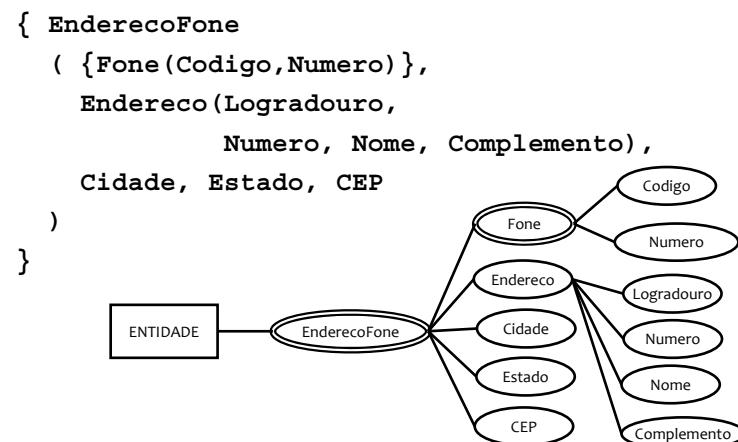 { EnderecoFone
( {Fone(Codigo,Numero)},
Endereco(Logradouro,
Numero, Nome, Complemento),
Cidade, Estado, CEP
)
}
ENTIDADE
EnderecoFone
Fone
Codigo
Numero
Endereco
Logradouro
Numero
Nome
Complemento
Cidade
Estado
CEP